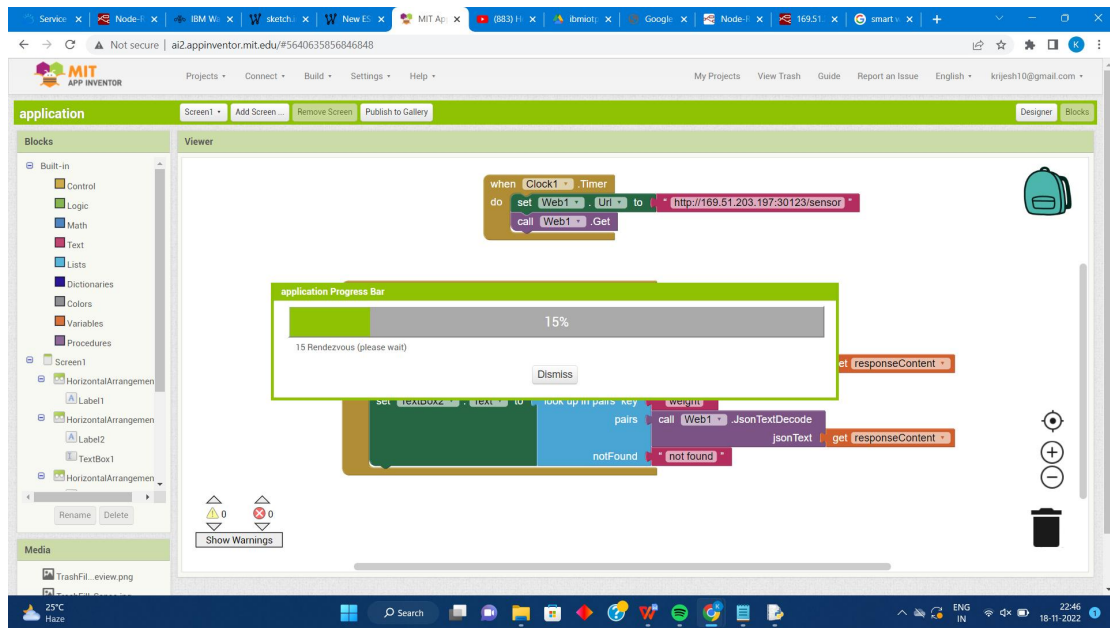 Service
Node-R
IBM W
sketch
New ES
MIT Ap
(883) H
ibmiotp
Google
Node-R
169.51.
smart v
Not secure | ai2.appinventor.mit.edu/#5640635856846848
K
MIT
APP INVENTOR
Projects Connect Build Settings Help My Projects View Trash Guide Report an Issue English krijesh10@gmail.com
application Screen1 Add Screen ... Remove Screen Publish to Gallery Designer Blocks
Blocks Viewer
Built-in
Control
Logic
Math
Text
Lists
Dictionaries
Colors
Variables
Procedures
Screen1
HorizontalArrangemen
Label1
HorizontalArrangemen
Label2
TextBox1
HorizontalArrangemen
Rename Delete
Media
TrashFil...eview.png
when Clock1 .Timer
do set Web1 . Url to " http://169.51.203.197:30123/sensor "
call Web1 .Get
application Progress Bar
15%
15 Rendezvous (please wait)
Dismiss
get responseContent
set TextBox2 . Text to look up in pairs key " weight "
pairs call Web1 .JsonTextDecode
jsonText get responseContent
notFound " not found "
0 0
Show Warnings
25°C
Haze
Search
ENG
IN
22:46
18-11-2022
1